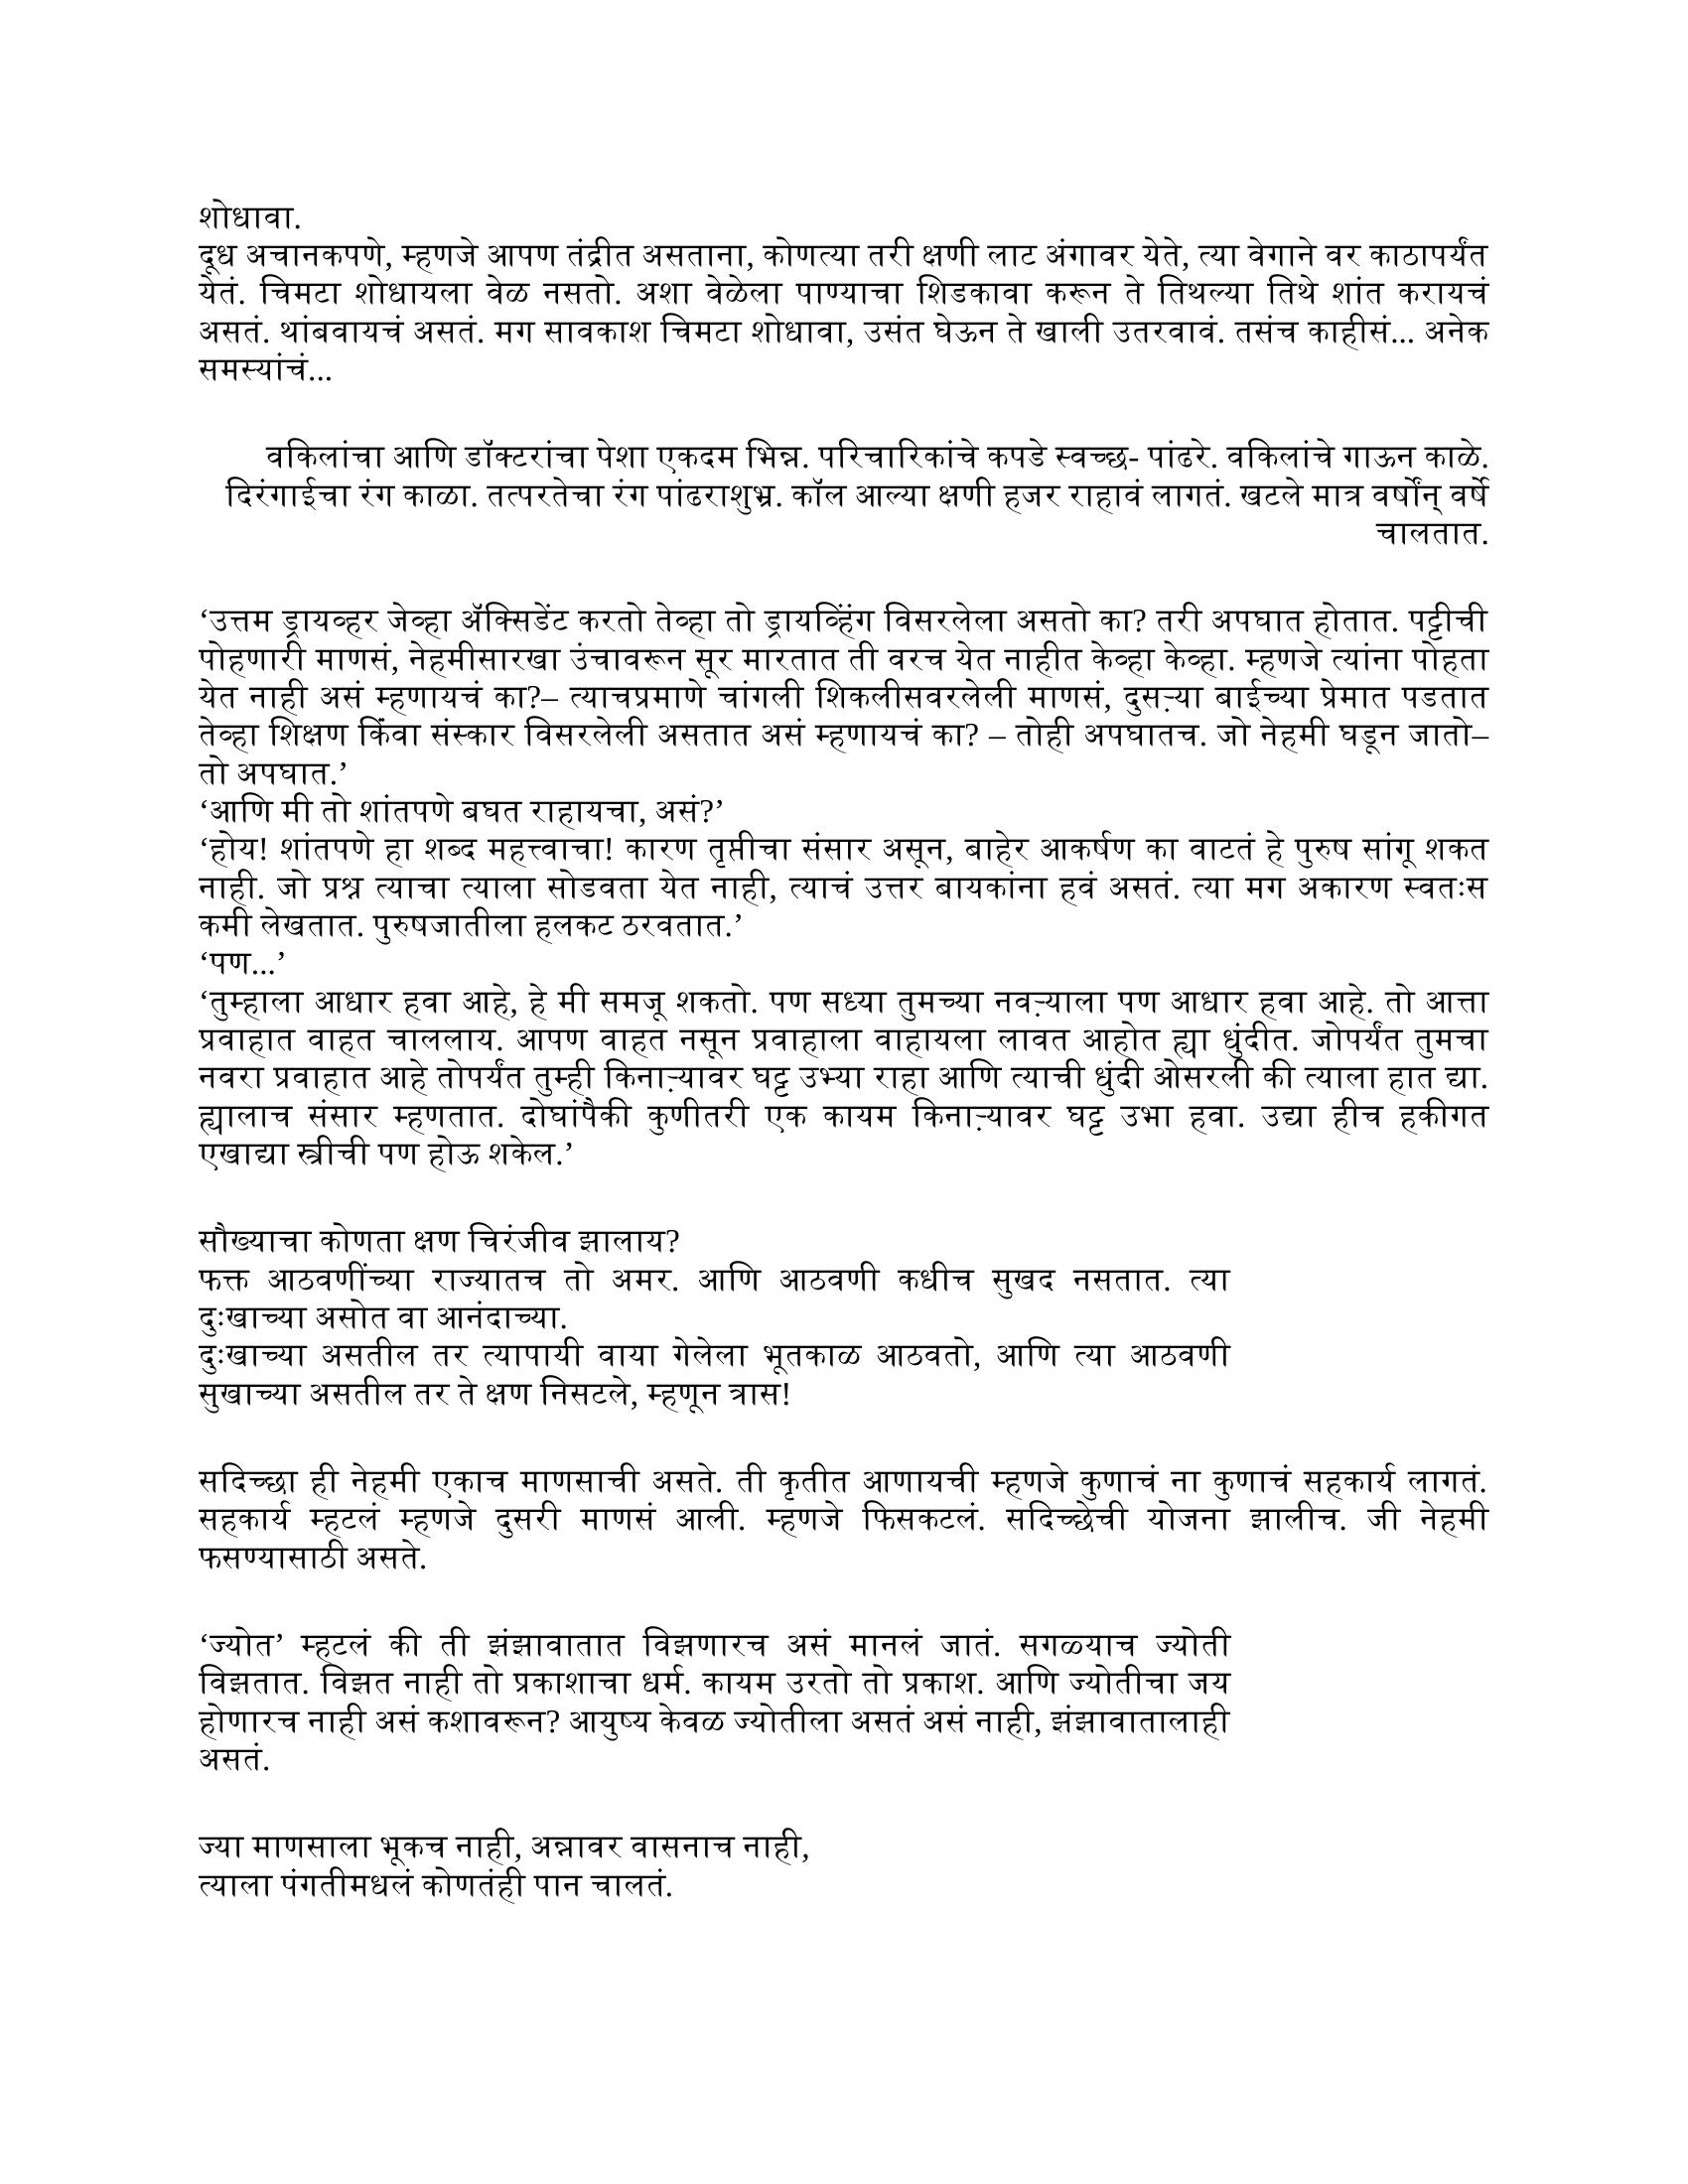 शोधावा.
दूध अचानकपणे, म्हणजे आपण तंद्रीत असताना, कोणत्या तरी क्षणी लाट अंगावर येते, त्या वेगाने वर काठापर्यंत
येतं. चिमटा शोधायला वेळ नसतो. अशा वेळेला पाण्याचा शिडकावा करून ते तिथल्या तिथे शांत करायचं
असतं. थांबवायचं असतं. मग सावकाश चिमटा शोधावा, उसंत घेऊन ते खाली उतरवावं. तसंच काहीसं... अनेक
समस्यांचं...
वकिलांचा आणि डॉक्टरांचा पेशा एकदम भिन्न. परिचारिकांचे कपडे स्वच्छ- पांढरे. वकिलांचे गाऊन काळे.
दिरंगाईचा रंग काळा. तत्परतेचा रंग पांढराशुभ्र. कॉल आल्या क्षणी हजर राहावं लागतं. खटले मात्र वर्षोंन् वर्षे
चालतात.
‘उत्तम ड्रायव्हर जेव्हा ॲक्सिडेंट करतो तेव्हा तो ड्रायव्हिंग विसरलेला असतो का? तरी अपघात होतात. पट्टीची
पोहणारी माणसं, नेहमीसारखा उंचावरून सूर मारतात ती वरच येत नाहीत केव्हा केव्हा. म्हणजे त्यांना पोहता
येत नाही असं म्हणायचं का?– त्याचप्रमाणे चांगली शिकलीसवरलेली माणसं, दुसऱ्या बाईच्या प्रेमात पडतात
तेव्हा शिक्षण किंवा संस्कार विसरलेली असतात असं म्हणायचं का? – तोही अपघातच. जो नेहमी घडून जातो–
तो अपघात.’
‘आणि मी तो शांतपणे बघत राहायचा, असं?’
‘होय! शांतपणे हा शब्द महत्त्वाचा! कारण तृप्तीचा संसार असून, बाहेर आकर्षण का वाटतं हे पुरुष सांगू शकत
नाही. जो प्रश्न त्याचा त्याला सोडवता येत नाही, त्याचं उत्तर बायकांना हवं असतं. त्या मग अकारण स्वतःस
कमी लेखतात. पुरुषजातीला हलकट ठरवतात.’
‘पण...’
‘तुम्हाला आधार हवा आहे, हे मी समजू शकतो. पण सध्या तुमच्या नवऱ्याला पण आधार हवा आहे. तो आत्ता
प्रवाहात वाहत चाललाय. आपण वाहत नसून प्रवाहाला वाहायला लावत आहोत ह्या धुंदीत. जोपर्यंत तुमचा
नवरा प्रवाहात आहे तोपर्यंत तुम्ही किनाऱ्यावर घट्ट उभ्या राहा आणि त्याची धुंदी ओसरली की त्याला हात द्या.
ह्यालाच संसार म्हणतात. दोघांपैकी कुणीतरी एक कायम किनाऱ्यावर घट्ट उभा हवा. उद्या हीच हकीगत
एखाद्या स्त्रीची पण होऊ शकेल.’
सौख्याचा कोणता क्षण चिरंजीव झालाय?
फक्त आठवणींच्या राज्यातच तो अमर. आणि आठवणी कधीच सुखद नसतात. त्या
दुःखाच्या असोत वा आनंदाच्या.
दुःखाच्या असतील तर त्यापायी वाया गेलेला भूतकाळ आठवतो, आणि त्या आठवणी
सुखाच्या असतील तर ते क्षण निसटले, म्हणून त्रास!
सदिच्छा ही नेहमी एकाच माणसाची असते. ती कृतीत आणायची म्हणजे कुणाचं ना कुणाचं सहकार्य लागतं.
सहकार्य म्हटलं म्हणजे दुसरी माणसं आली. म्हणजे फिसकटलं. सदिच्छेची योजना झालीच. जी नेहमी
फसण्यासाठी असते.
‘ज्योत’ म्हटलं की ती झंझावातात विझणारच असं मानलं जातं. सगळ्याच ज्योती
विझतात. विझत नाही तो प्रकाशाचा धर्म. कायम उरतो तो प्रकाश. आणि ज्योतीचा जय
होणारच नाही असं कशावरून? आयुष्य केवळ ज्योतीला असतं असं नाही, झंझावातालाही
असतं.
ज्या माणसाला भूकच नाही, अन्नावर वासनाच नाही,
त्याला पंगतीमधलं कोणतंही पान चालतं.